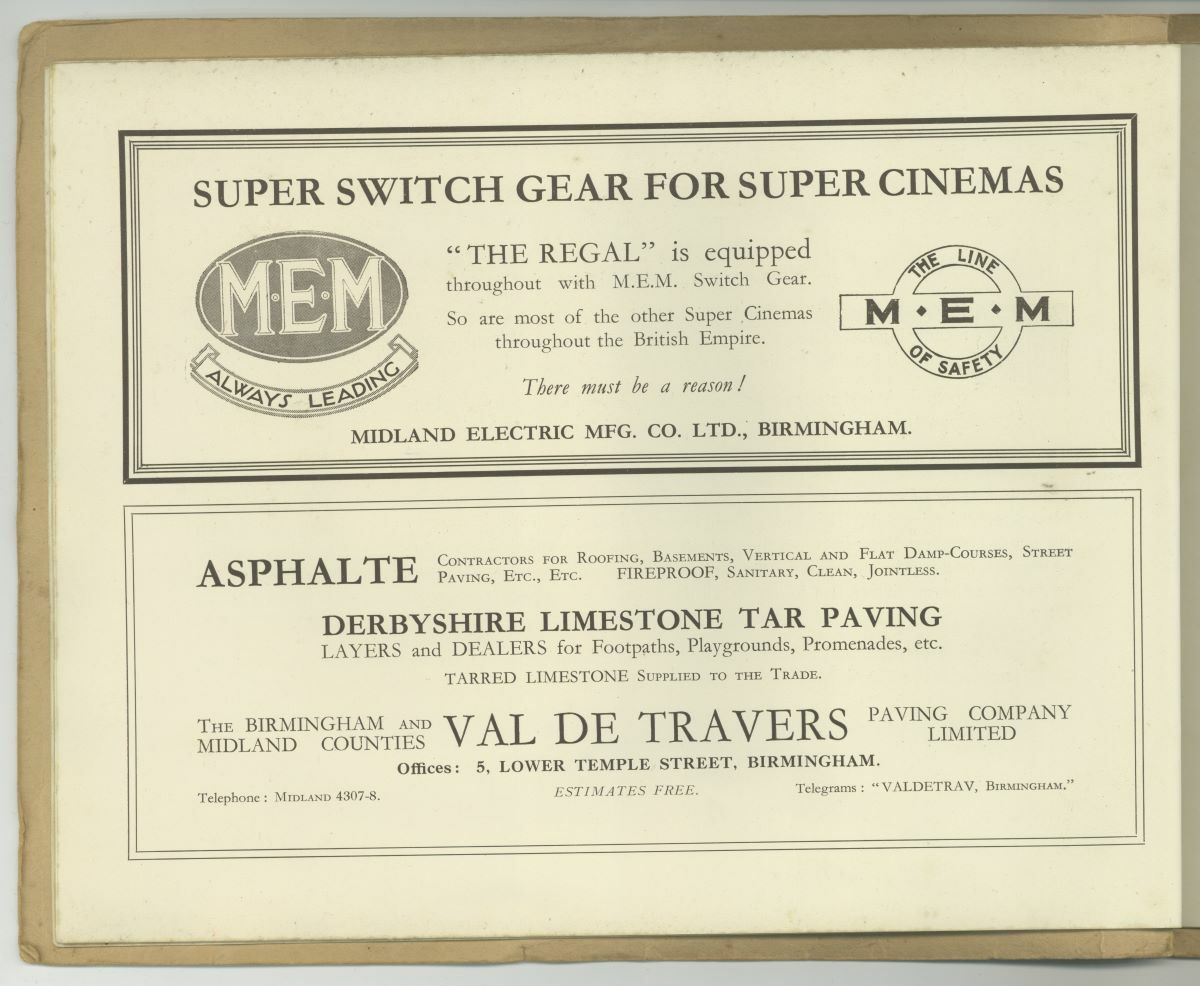 SUPER SWITCH GEAR FOR SUPER CINEMAS
M·E·M
ALWAYS LEADING
"THE REGAL" is equipped
throughout with M.E.M. Switch Gear.
So are most of the other Super Cinemas
throughout the British Empire.
There must be a reason!
THE LINE
M · E · M
OF SAFETY
MIDLAND ELECTRIC MFG. CO. LTD., BIRMINGHAM.
ASPHALTE
CONTRACTORS FOR ROOFING, BASEMENTS, VERTICAL AND FLAT DAMP-COURSES, STREET
PAVING, ETC., ETC. FIREPROOF, SANITARY, CLEAN, JOINTLESS.
DERBYSHIRE LIMESTONE TAR PAVING
LAYERS and DEALERS for Footpaths, Playgrounds, Promenades, etc.
TARRED LIMESTONE SUPPLIED TO THE TRADE.
THE BIRMINGHAM AND
MIDLAND COUNTIES
VAL DE TRAVERS
PAVING COMPANY
LIMITED
Offices: 5, LOWER TEMPLE STREET, BIRMINGHAM.
Telephone: MIDLAND 4307-8.
ESTIMATES FREE.
Telegrams: "VALDETRAV, BIRMINGHAM."